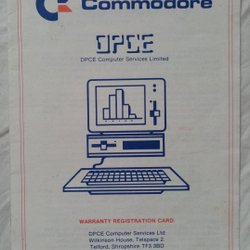 Commodore
DPCE
DPCE Computer Services Limited
WARRANTY REGISTRATION CARD
DPCE Computer Services Ltd
Wilkinson House, Telspace 2.
Telford, Shropshire TF3 3BD